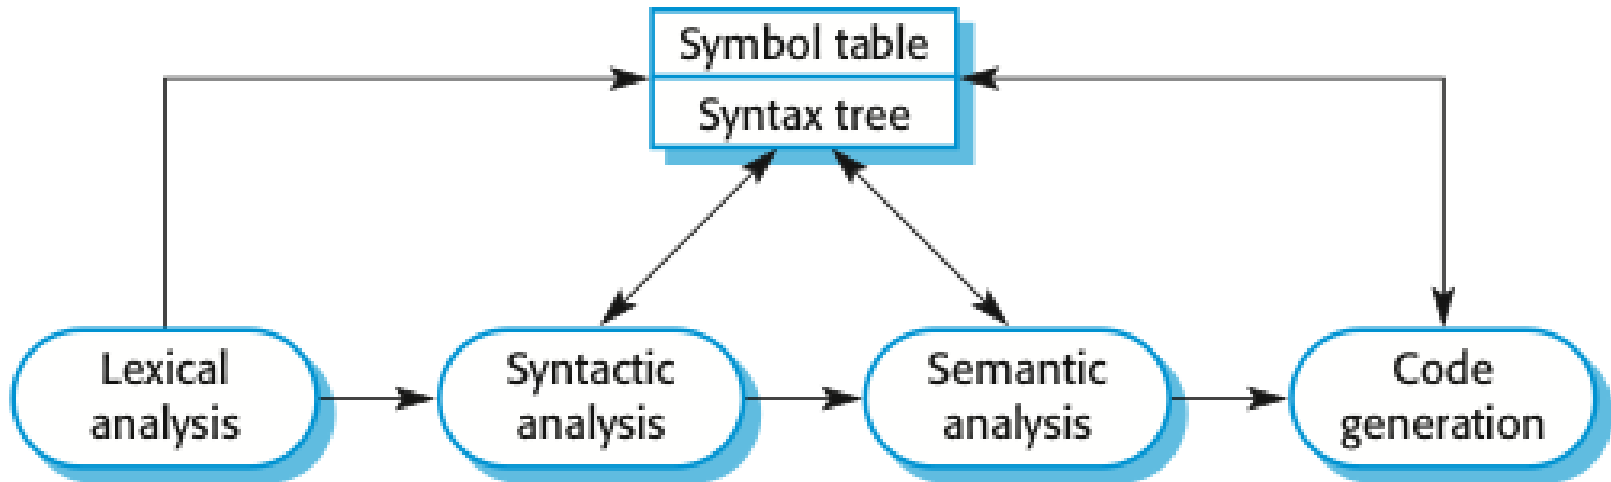 Symbol table
Syntax tree
Lexical
analysis
Syntactic
analysis
Semantic
analysis
Code
generation